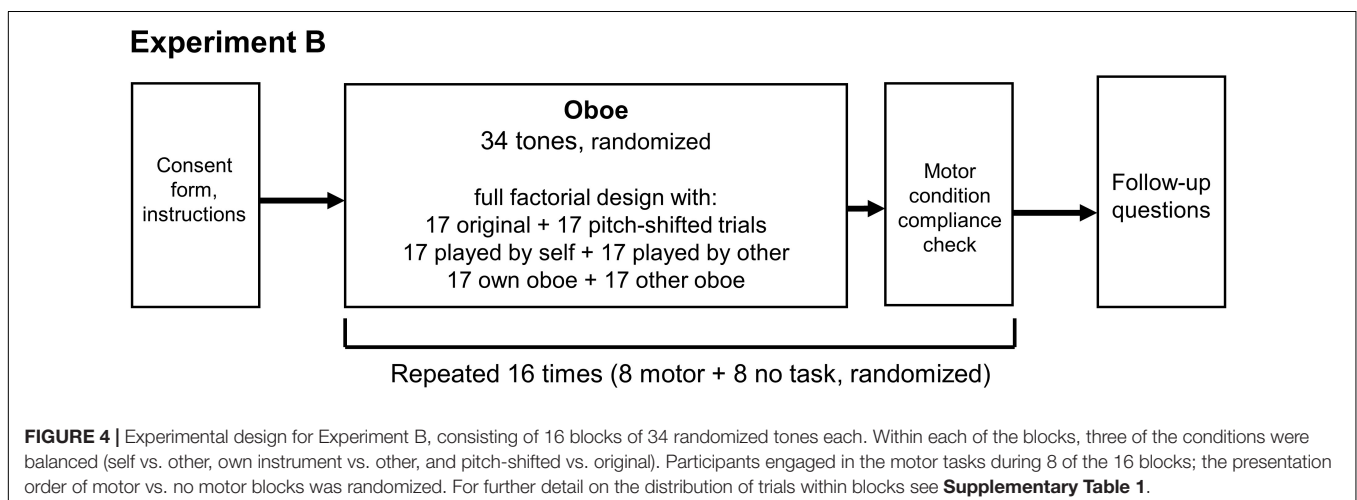 Experiment B
Consent
form,
instructions
Oboe
34 tones, randomized
full factorial design with:
17 original + 17 pitch-shifted trials
17 played by self + 17 played by other
17 own oboe + 17 other oboe
Motor
condition
compliance
check
Follow-up
questions
Repeated 16 times (8 motor + 8 no task, randomized)
FIGURE 4 | Experimental design for Experiment B, consisting of 16 blocks of 34 randomized tones each. Within each of the blocks, three of the conditions were
balanced (self vs. other, own instrument vs. other, and pitch-shifted vs. original). Participants engaged in the motor tasks during 8 of the 16 blocks; the presentation
order of motor vs. no motor blocks was randomized. For further detail on the distribution of trials within blocks see Supplementary Table 1.